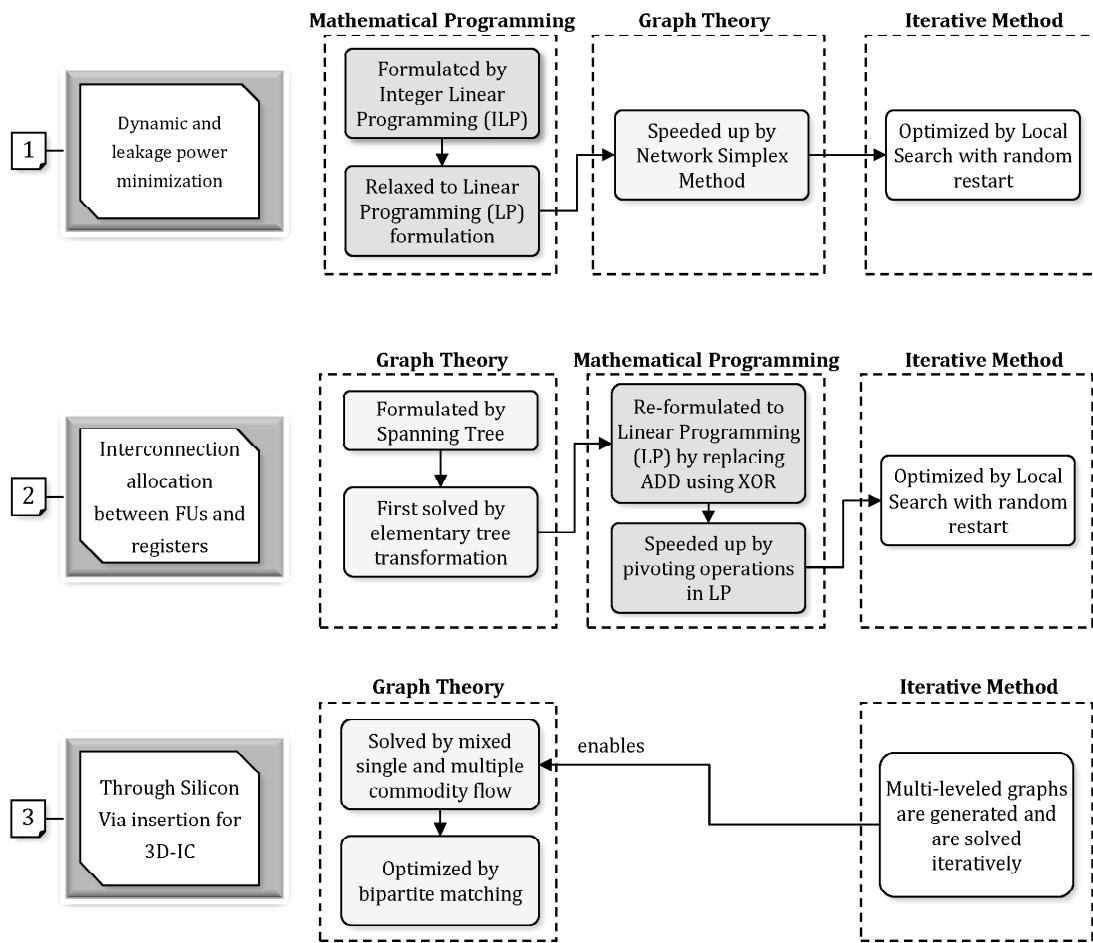 Mathematical Programming
Graph Theory
Iterative Method
1
Dynamic and
leakage power
minimization
Formulated by
Integer Linear
Programming (ILP)
Relaxed to Linear
Programming (LP)
formulation
Speeded up by
Network Simplex
Method
Optimized by Local
Search with random
restart
Graph Theory
Mathematical Programming
Iterative Method
2
Interconnection
allocation
between FUs and
registers
Formulated by
Spanning Tree
First solved by
elementary tree
transformation
Re-formulated to
Linear Programming
(LP) by replacing
ADD using XOR
Speeded up by
pivoting operations
in LP
Optimized by Local
Search with random
restart
Graph Theory
Iterative Method
3
Through Silicon
Via insertion for
3D-IC
Solved by mixed
single and multiple
commodity flow
Optimized by
bipartite matching
enables
Multi-leveled graphs
are generated and
are solved
iteratively